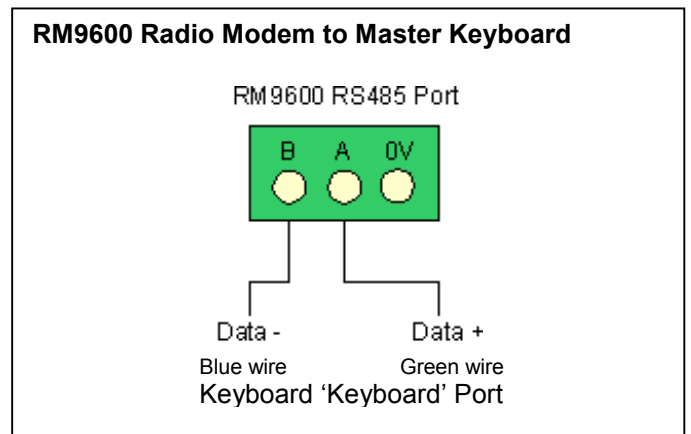 RM9600 Radio Modem to Master Keyboard
RM9600 RS485 Port
B A 0V
Data - Data +
Blue wire Green wire
Keyboard ‘Keyboard’ Port